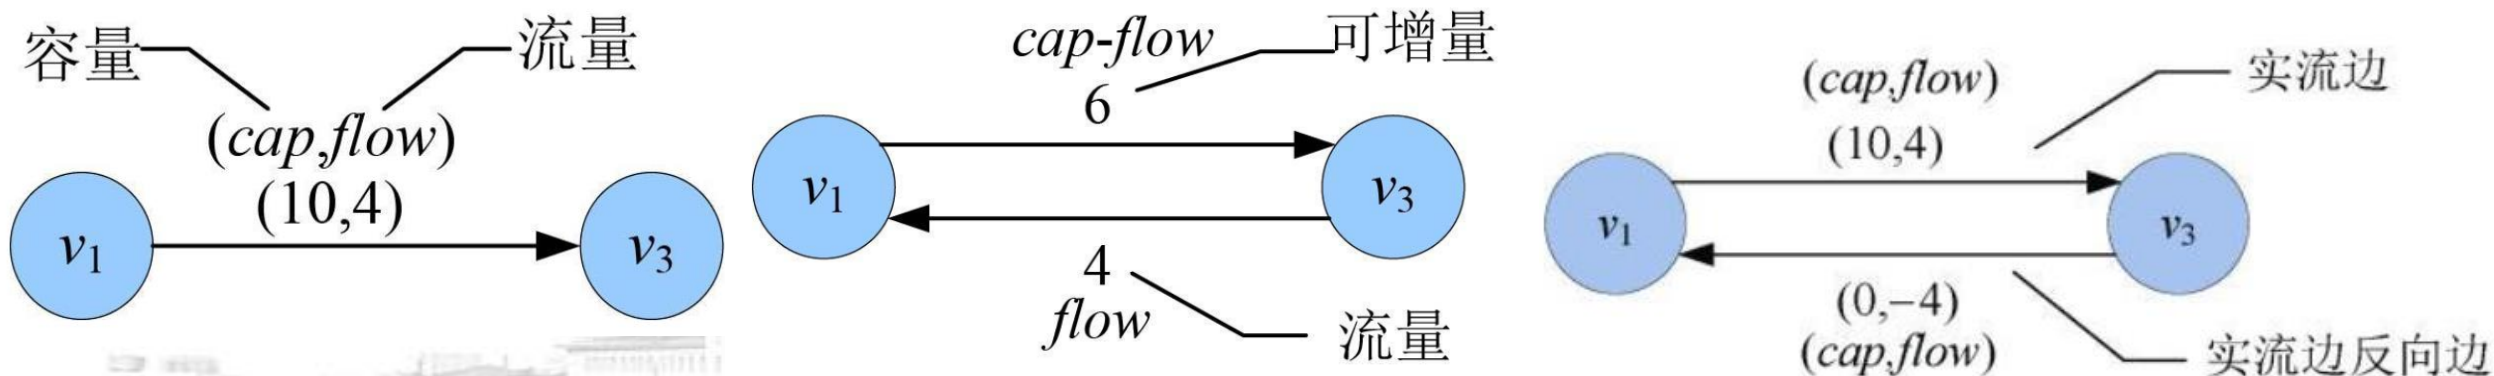 容量
流量
(cap,flow)
(10,4)
v1
v3
cap-flow
可增量
6
v1
v3
4
flow
流量
(cap,flow)
实流边
(10,4)
v1
v3
(0,−4)
(cap,flow)
实流边反向边